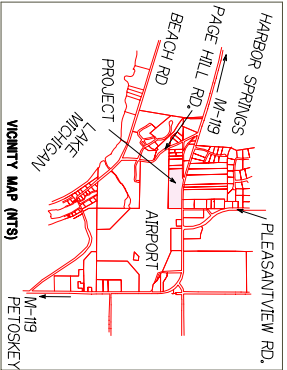 HARBOR SPRINGS
M-119
PAGE HILL RD.
BEACH RD
PLEASANTVIEW RD.
PROJECT
AIRPORT
LAKE
MICHIGAN
M-119
PETOSKEY
VICINITY MAP (NTS)